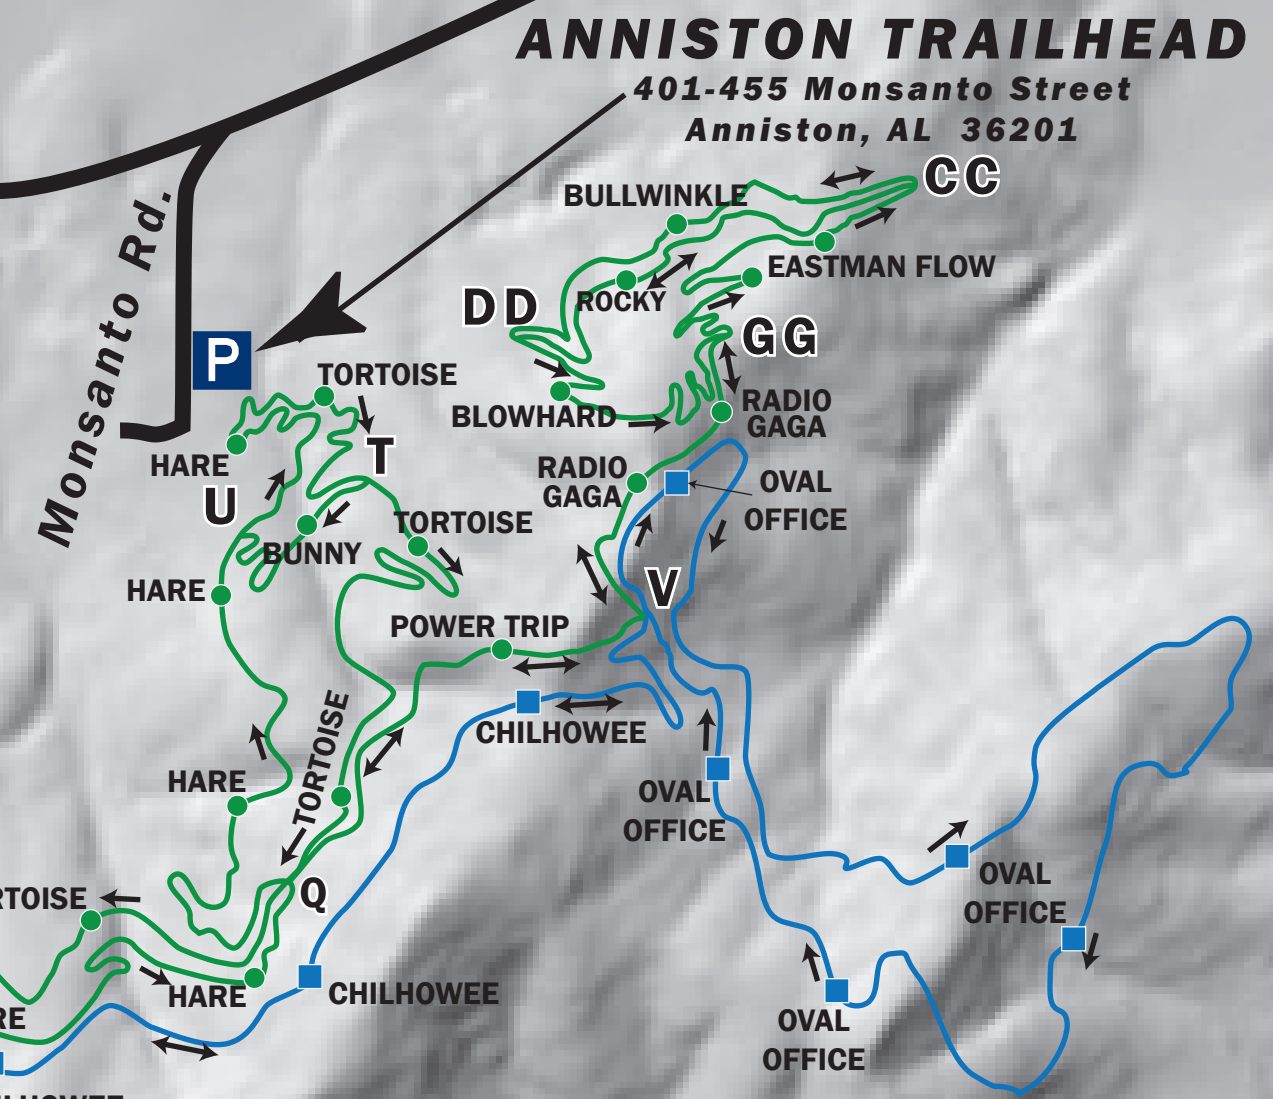 ANNISTON TRAILHEAD
401-455 Monsanto Street
Anniston, AL 36201
CC
BULLWINKLE
Monsanto Rd.
EASTMAN FLOW
DD
ROCKY
GG
P
TORTOISE
BLOWHARD
RADIO
GAGA
HARE
T
RADIO
GAGA
OVAL
OFFICE
U
TORTOISE
BUNNY
HARE
V
POWER TRIP
TORTOISE
CHILHOWEE
HARE
OVAL
OFFICE
OVAL
OFFICE
RTOISE
Q
HARE
CHILHOWEE
RE
OVAL
OFFICE